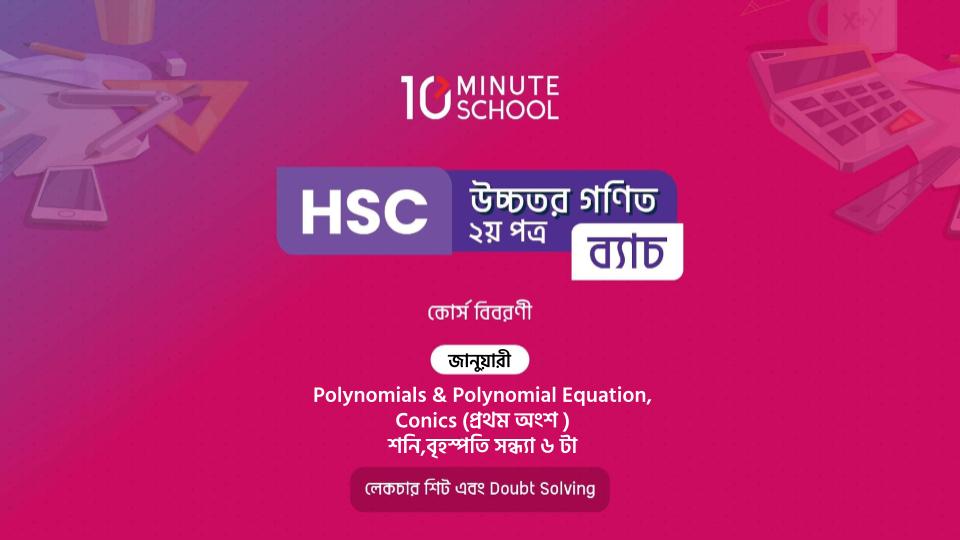 10 MINUTE
SCHOOL
X+Y
HSC
উচ্চতর গণিত
২য় পত্র
ব্যাচ
কোর্স বিবরণী
জানুয়ারী
Polynomials & Polynomial Equation,
Conics (প্রথম অংশ )
শনি,বৃহস্পতি সন্ধ্যা ৬ টা
লেকচার শিট এবং Doubt Solving